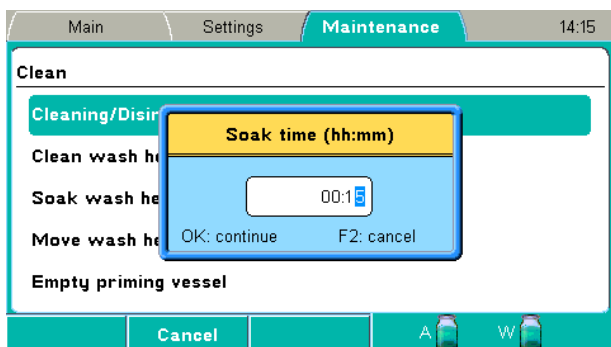 Main Settings Maintenance 14:15
Clean
Cleaning/Disin
Soak time (hh:mm)
Clean wash he
00:15
Soak wash he
OK: continue F2: cancel
Move wash he
Empty priming vessel
Cancel A W